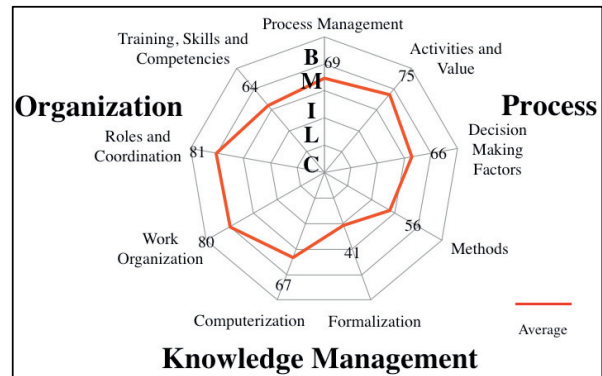 Process Management
Training, Skills and
Competencies
Activities and
Value
B
69
M
64
75
I
L
C
Organization
Process
Roles and
Coordination
81
Decision
Making
Factors
66
Work
Organization
80
56
Methods
41
67
Computerization
Formalization
Average
Knowledge Management